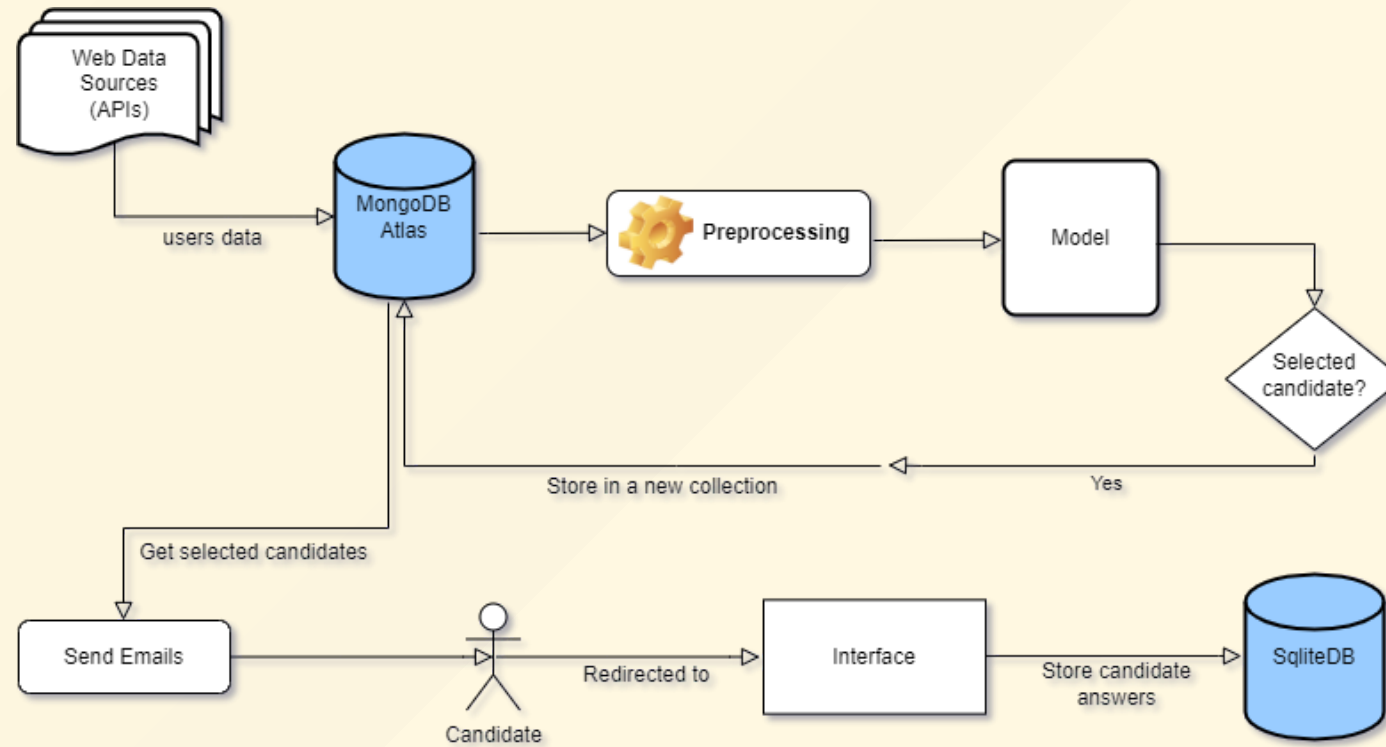 Web Data
Sources
(APIs)
MongoDB
Atlas
users data
Preprocessing
Model
Selected
candidate?
Store in a new collection
Yes
Get selected candidates
Send Emails
Candidate
Redirected to
Interface
Store candidate
answers
SqliteDB